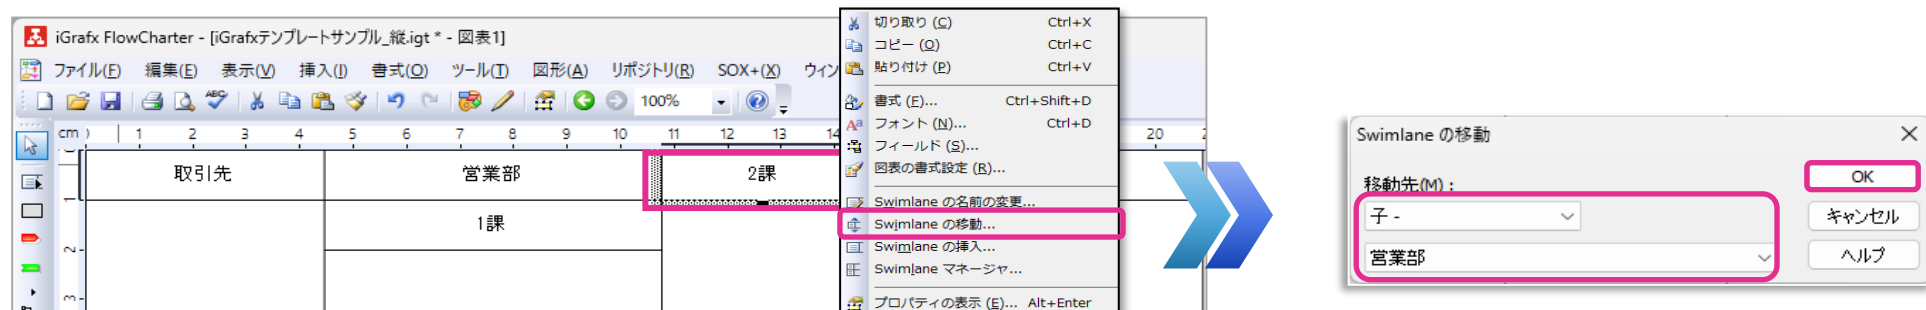 iGrafx FlowCharter - [iGrafxテンプレートサンプル_縦.igt * - 図表1]
ファイル(F) 編集(E) 表示(V) 挿入(I) 書式(O) ツール(T) 図形(A) リポジトリ(R) SOX+(X) ウィン
100%
cm 1 2 3 4 5 6 7 8 9 10 11 12 13 14 20
取引先 営業部 2課
1課
2
3
切り取り (C) Ctrl+X
コピー (O) Ctrl+C
貼り付け (P) Ctrl+V
書式 (F)... Ctrl+Shift+D
フォント (N)... Ctrl+D
フィールド (S)...
図表の書式設定 (R)...
Swimlane の名前の変更...
Swimlane の移動...
Swimlane の挿入...
Swimlane マネージャ...
プロパティの表示 (E)... Alt+Enter
Swimlane の移動
移動先(M) :
子 -
営業部
OK
キャンセル
ヘルプ